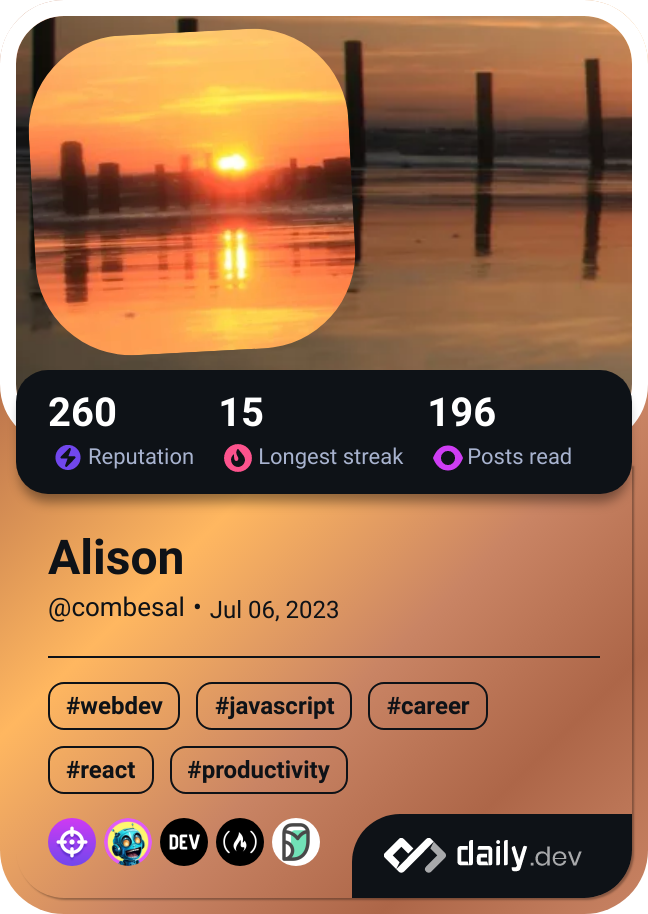 260 15 196
Reputation Longest streak Posts read
Alison
@combesal • Jul 06, 2023
#webdev #javascript #career
#react #productivity
DEV
daily.dev